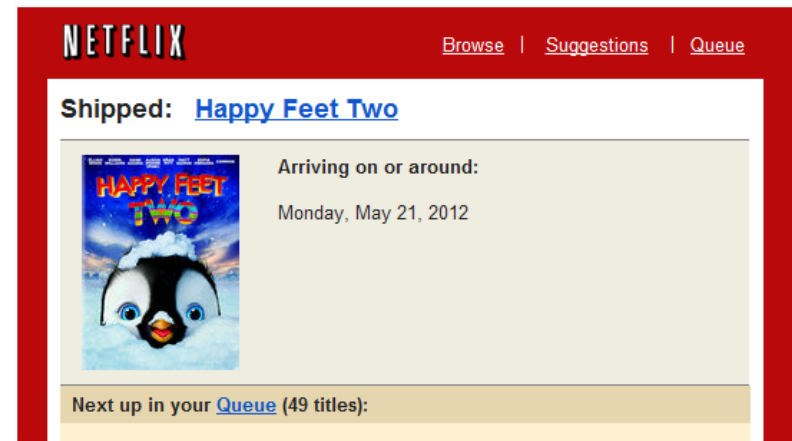 NETFLIX
Browse | Suggestions | Queue
Shipped: Happy Feet Two
HAPPY FEET
TWO
Arriving on or around:
Monday, May 21, 2012
Next up in your Queue (49 titles):